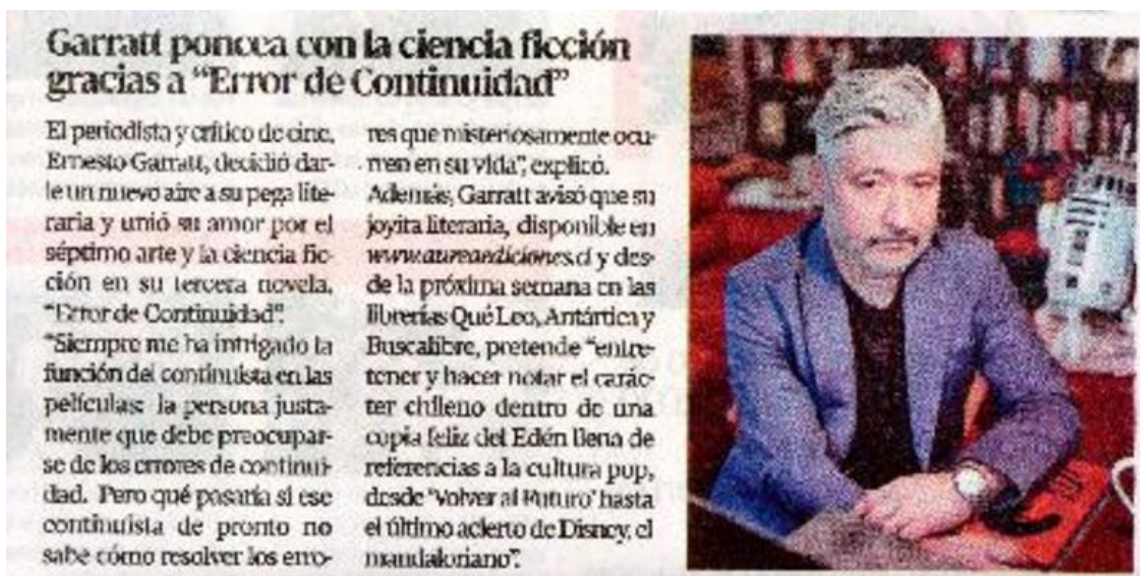 Garratt poncea con la ciencia ficción
gracias a “Error de Continuidad”
El periodista y crítico de cine,
Ernesto Garratt, decidió dar-
le un nuevo aire a su pega lite-
raria y unió su amor por el
séptimo arte y la ciencia fic-
ción en su tercera novela,
“Error de Continuidad”.
“Siempre me ha intrigado la
función del continuista en las
películas: la persona justa-
mente que debe preocupar-
se de los errores de continui-
dad. Pero qué pasaría si ese
continuista de pronto no
sabe cómo resolver los erro-
res que misteriosamente ocu-
rren en su vida”, explicó.
Además, Garratt avisó que su
joyita literaria, disponible en
www.aureaediciones.cl y des-
de la próxima semana en las
librerías Qué Leo, Antártica y
Buscalibre, pretende “entre-
tener y hacer notar el carác-
ter chileno dentro de una
copia feliz del Edén llena de
referencias a la cultura pop,
desde ‘Volver al Futuro’ hasta
el último acierto de Disney, el
mandaloriano”.